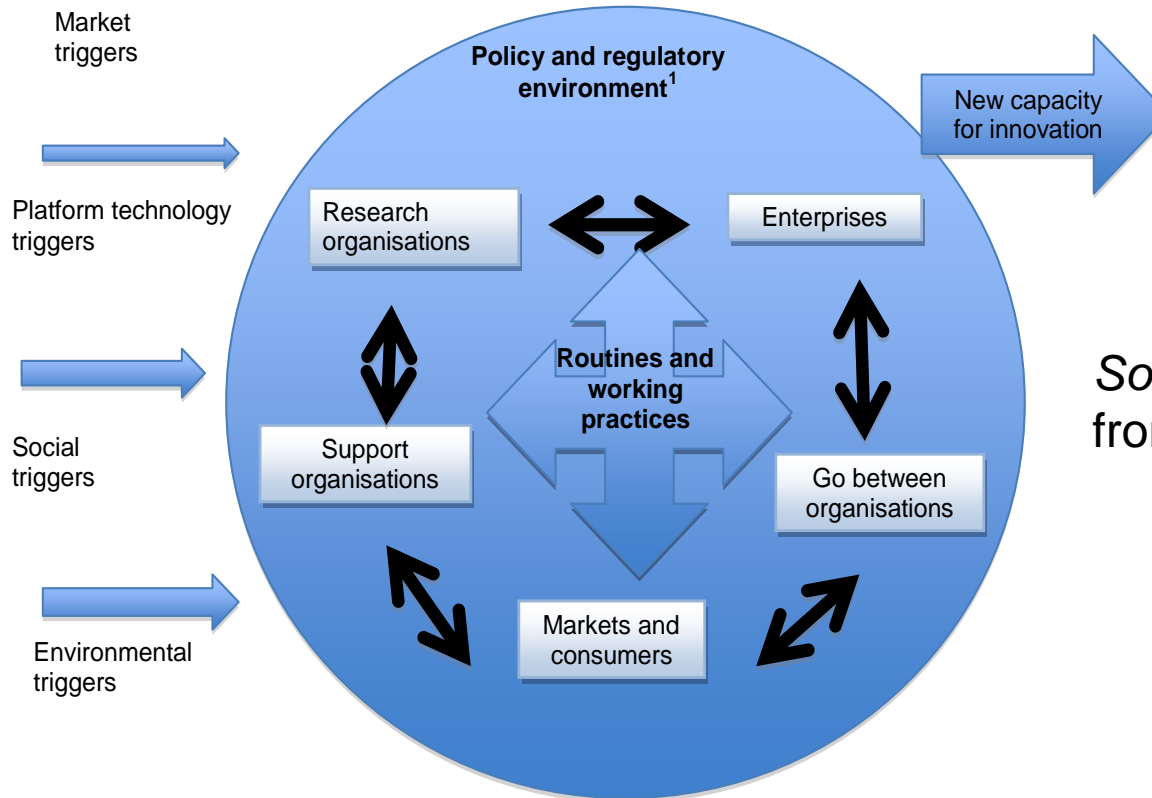 Market
triggers
Policy and regulatory
environment1
New capacity
for innovation
Platform technology
triggers
Research
organisations
Enterprises
Routines and
working
practices
Social
triggers
Support
organisations
Go between
organisations
Environmental
triggers
Markets and
consumers